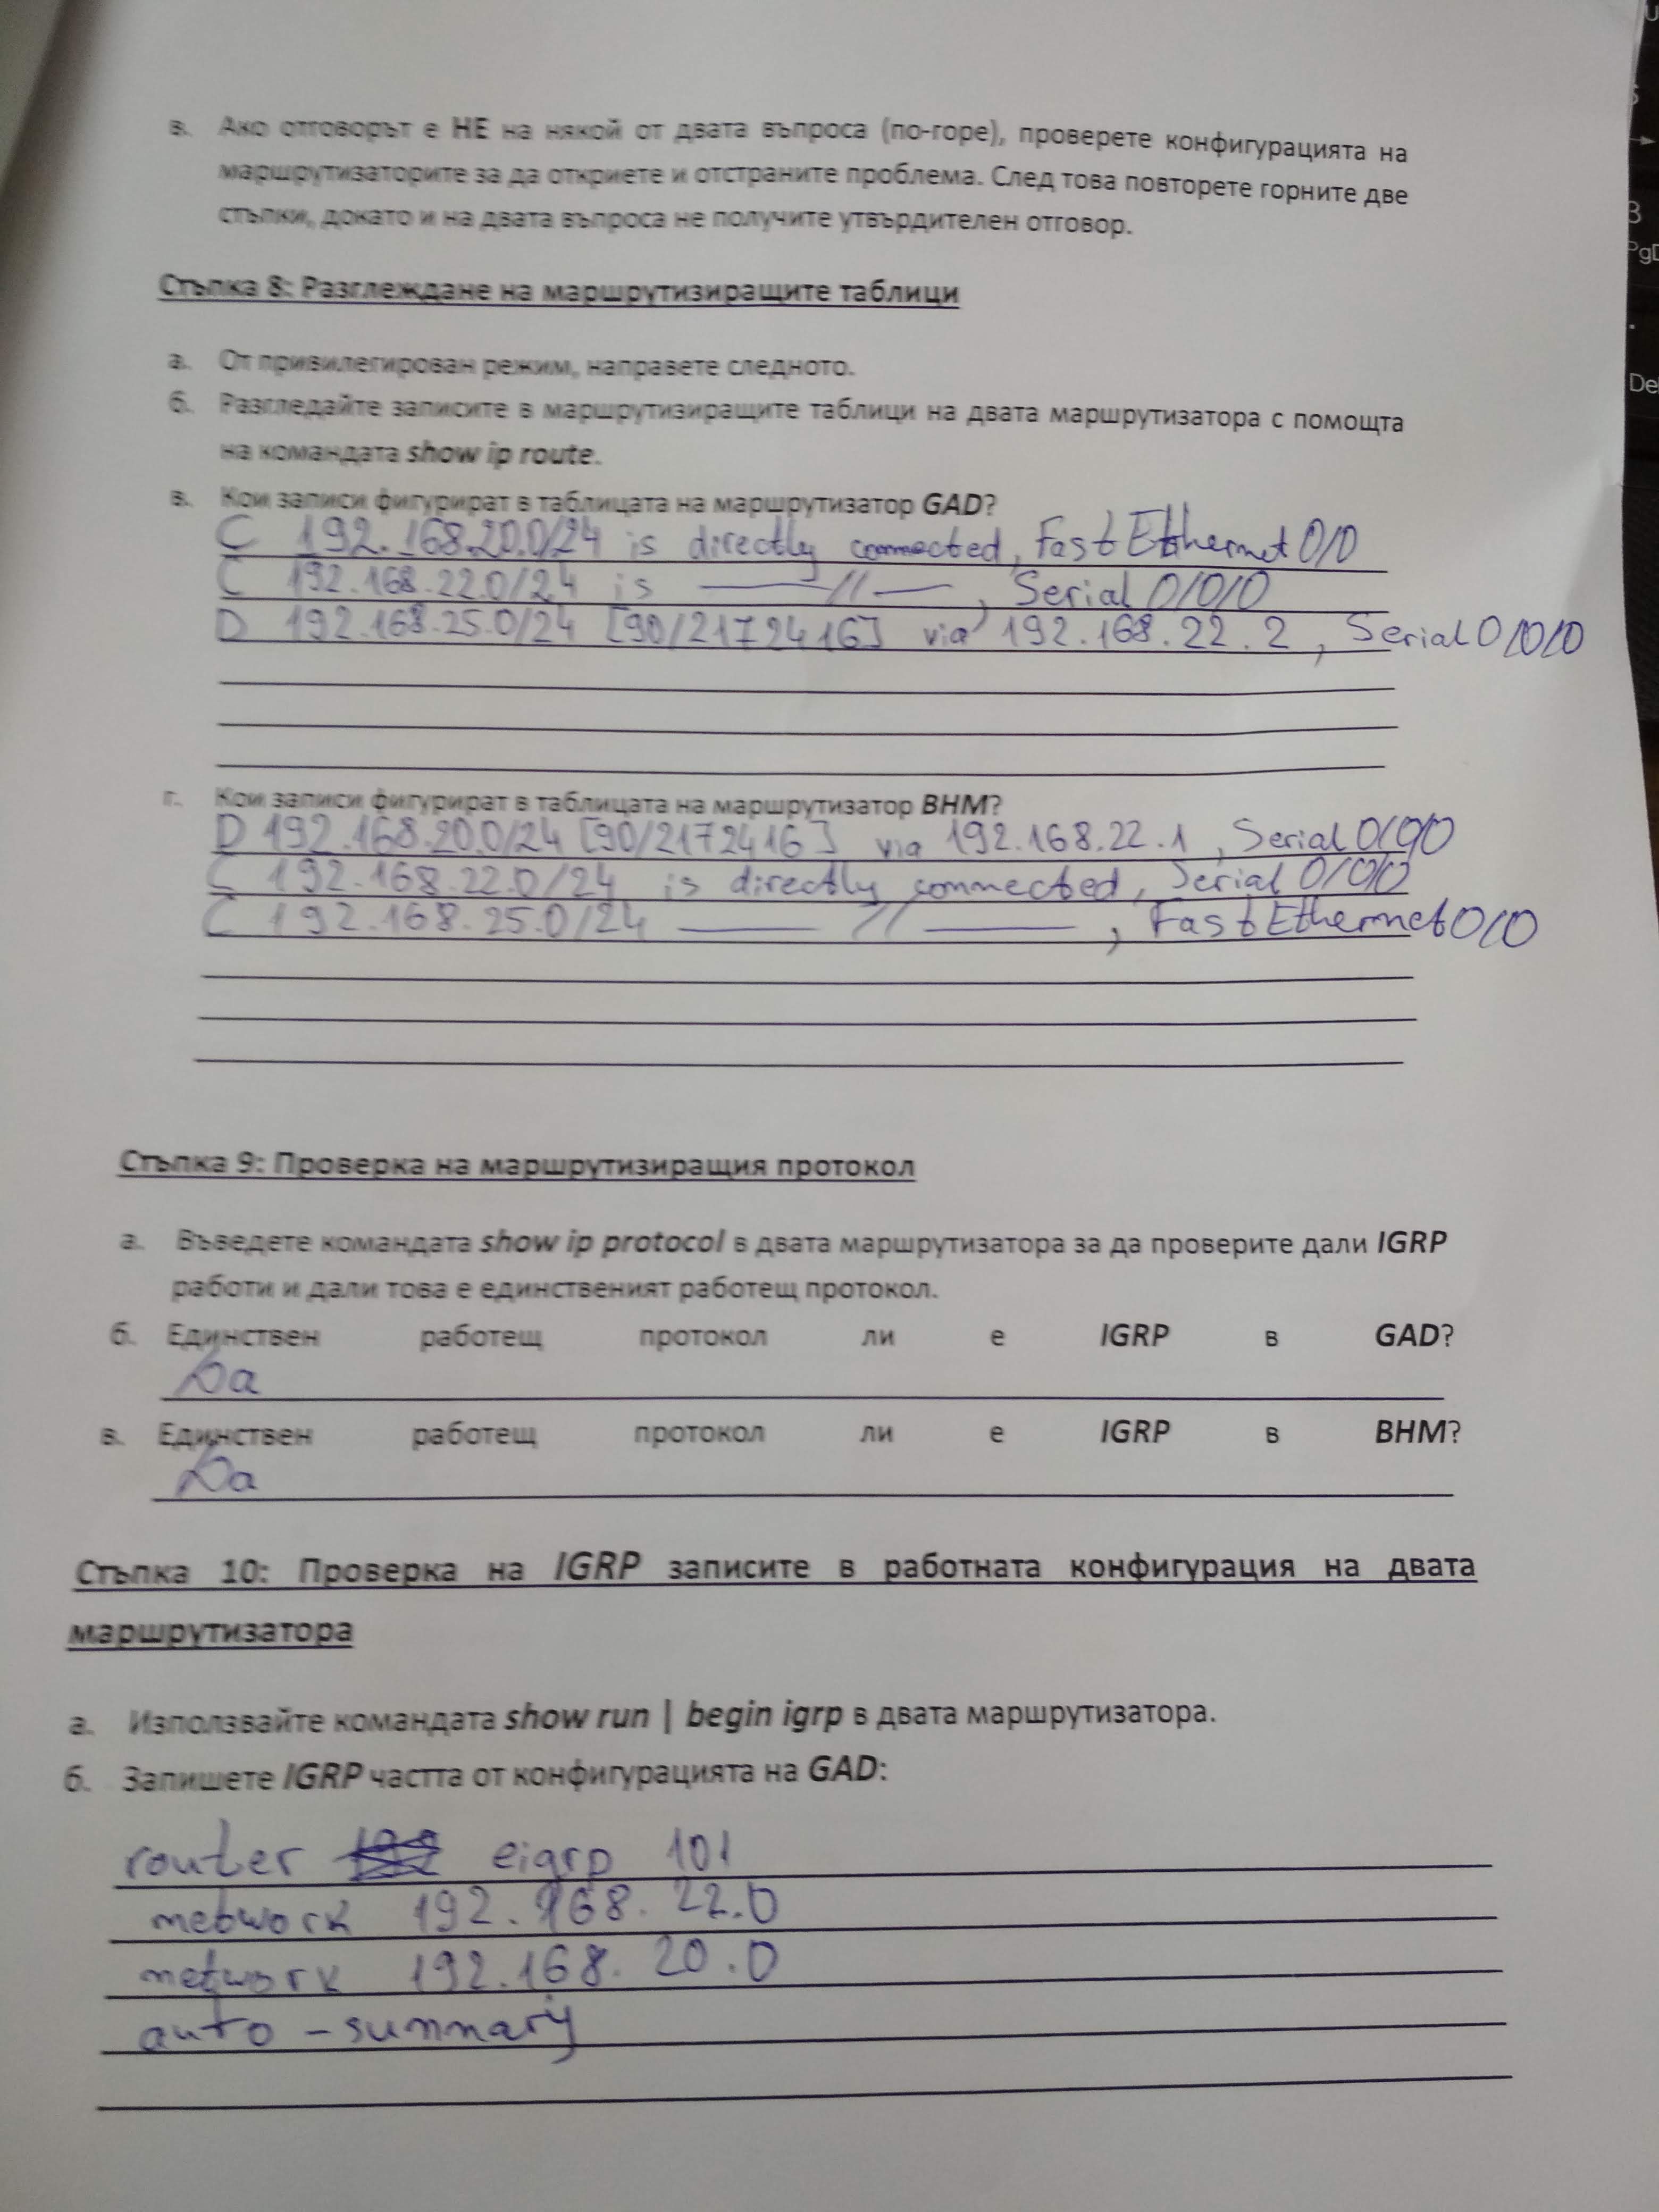 в. Ако отговорът е НЕ на някой от двата въпроса (по-горе), проверете конфигурацията на
маршрутизаторите за да откриете и отстраните проблема. След това повторете горните две
стъпки, докато и на двата въпроса не получите утвърдителен отговор.
Стъпка 8: Разглеждане на маршрутизиращите таблици
а. От привилегирован режим, направете следното.
б. Разгледайте записите в маршрутизиращите таблици на двата маршрутизатора с помощта
на командата show ip route.
в. Кои записи фигурират в таблицата на маршрутизатор GAD?
C 192.168.20.0/24 is directly connected, FastEthernet 0/0
C 192.168.22.0/24 is —//—, Serial 0/0/0
D 192.168.25.0/24 [90/2172416] via 192.168.22.2, Serial 0/0/0
г. Кои записи фигурират в таблицата на маршрутизатор BHM?
D 192.168.20.0/24 [90/2172416] via 192.168.22.1, Serial 0/0/0
C 192.168.22.0/24 is directly connected, Serial 0/0/0
C 192.168.25.0/24 —//—, FastEthernet 0/0
Стъпка 9: Проверка на маршрутизиращия протокол
а. Въведете командата show ip protocol в двата маршрутизатора за да проверите дали IGRP
работи и дали това е единственият работещ протокол.
б. Единствен работещ протокол ли е IGRP в GAD?
Да
в. Единствен работещ протокол ли е IGRP в BHM?
Да
Стъпка 10: Проверка на IGRP записите в работната конфигурация на двата
маршрутизатора
а. Използвайте командата show run | begin igrp в двата маршрутизатора.
б. Запишете IGRP частта от конфигурацията на GAD:
router eigrp 101
network 192.168.22.0
network 192.168.20.0
auto-summary
PgD
De